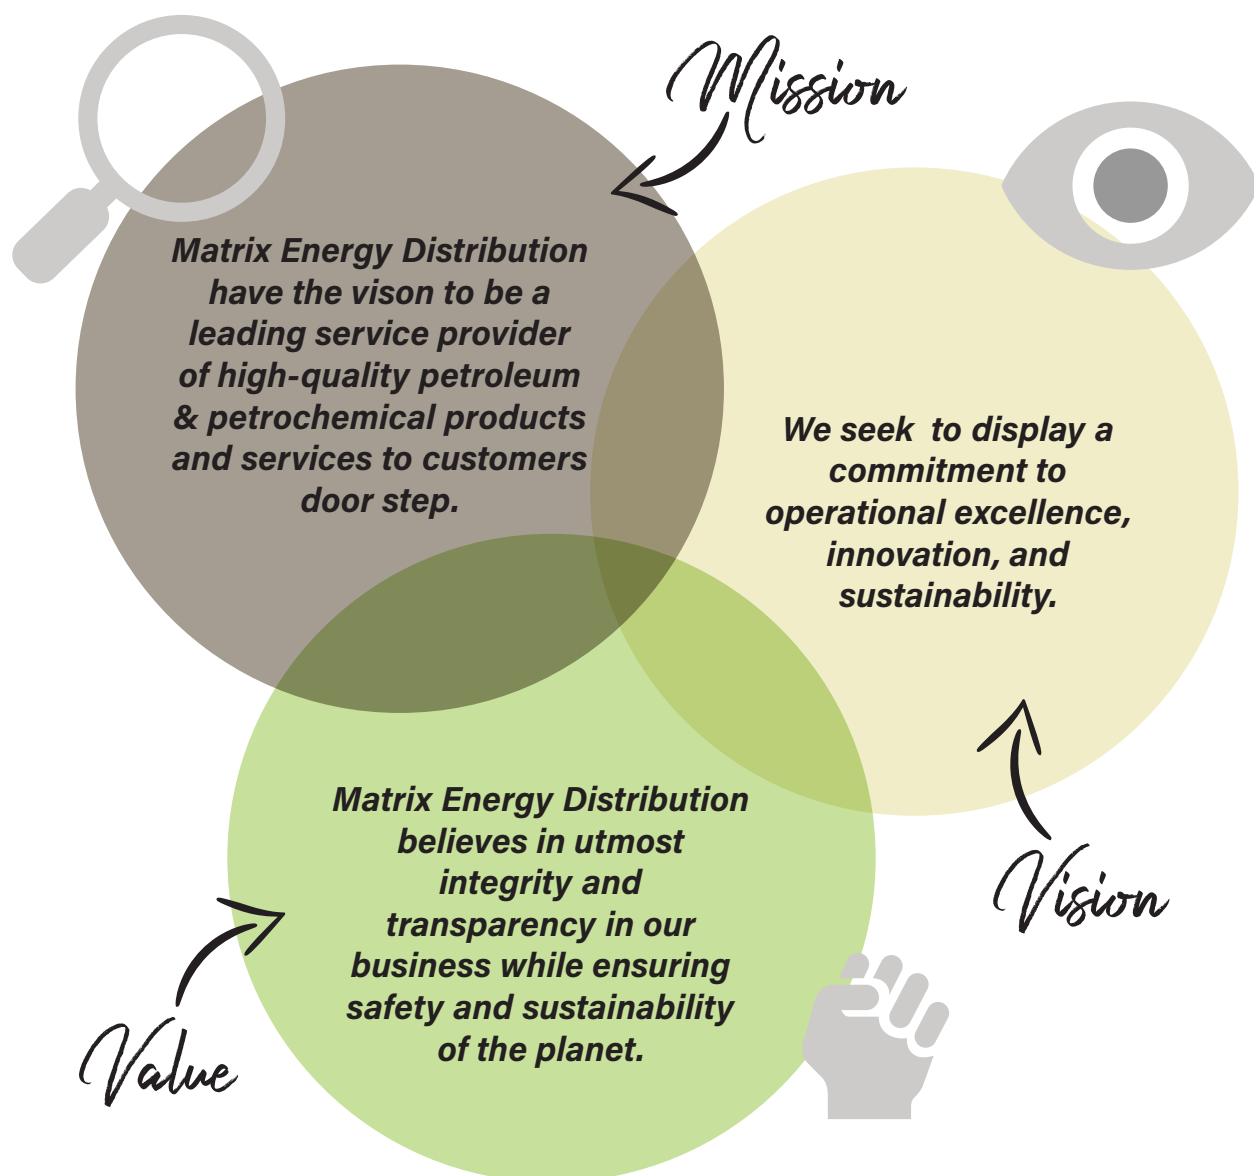 Mission
Matrix Energy Distribution
have the vison to be a
leading service provider
of high-quality petroleum
& petrochemical products
and services to customers
door step.
We seek to display a
commitment to
operational excellence,
innovation, and
sustainability.
Vision
Matrix Energy Distribution
believes in utmost
integrity and
transparency in our
business while ensuring
safety and sustainability
of the planet.
Value